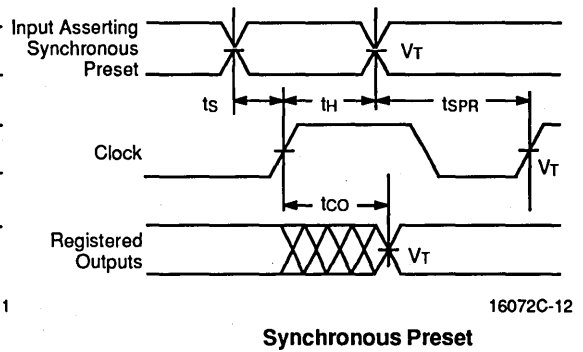 Input Asserting
Synchronous
Preset
VT
tS
tH
tSPR
Clock
VT
tCO
Registered
Outputs
VT
1
16072C-12
Synchronous Preset